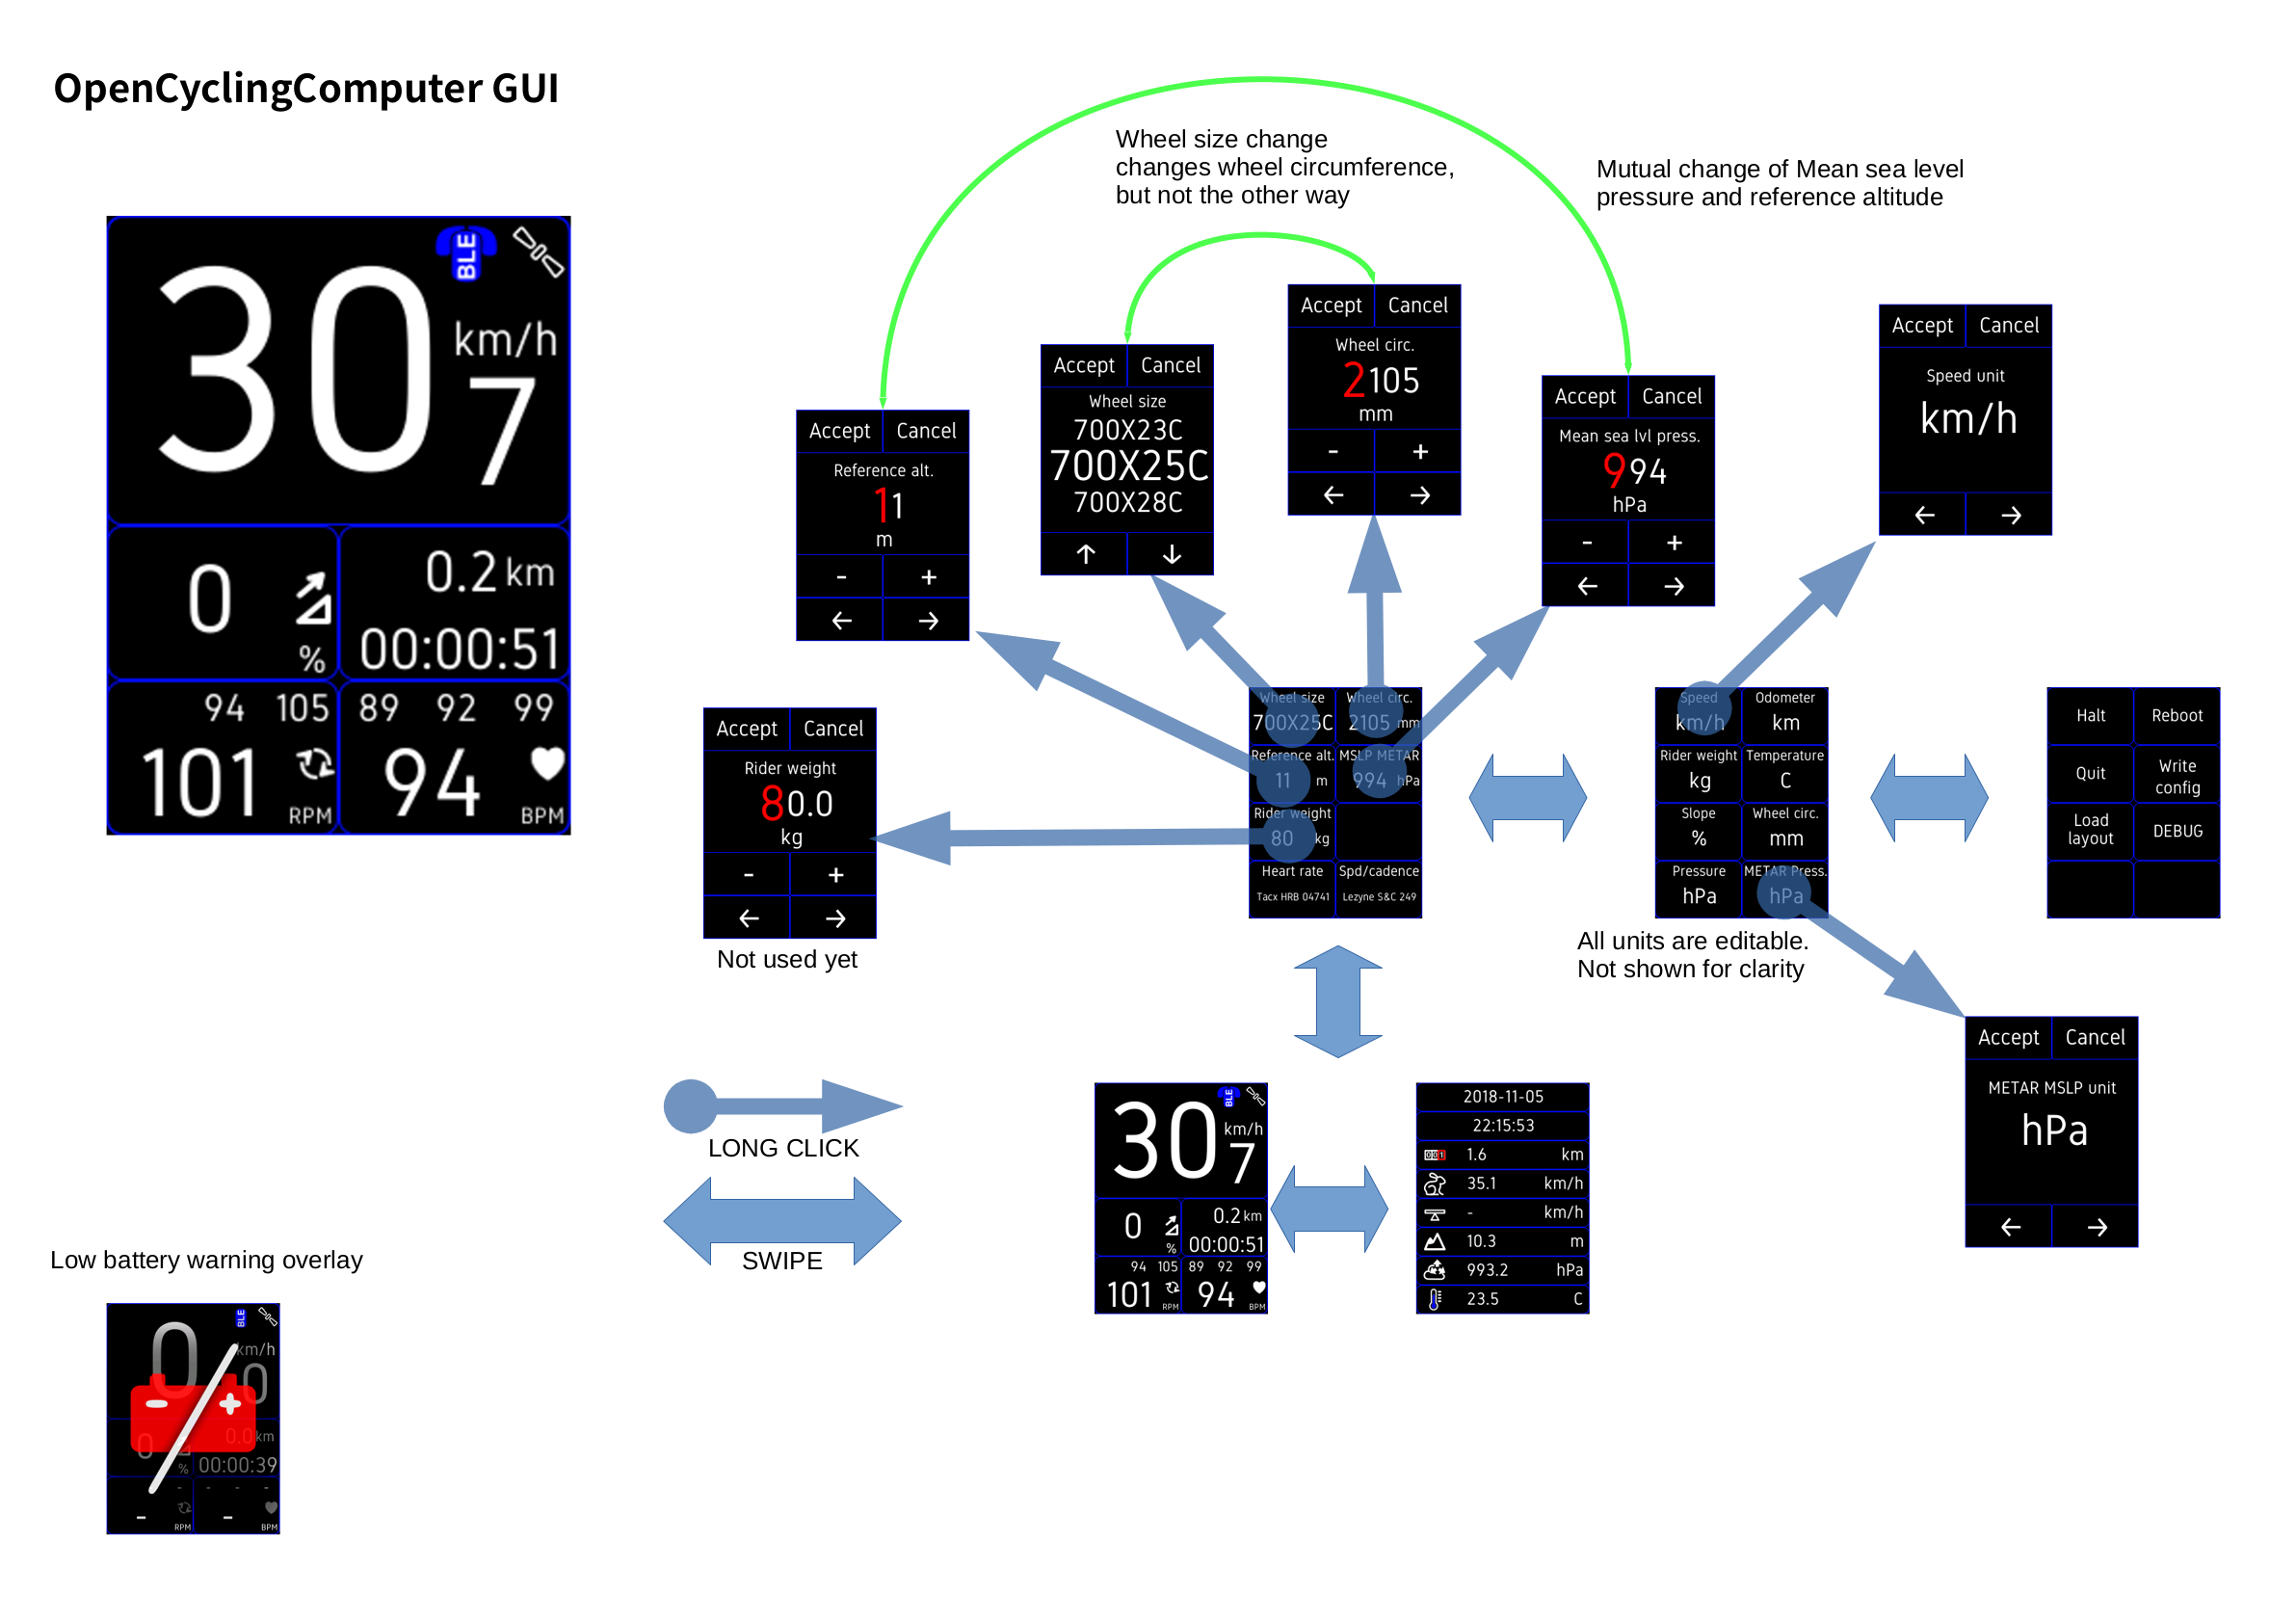 OpenCyclingComputer GUI
BLE
30
km/h
7
0
%
0.2 km
00:00:51
94 105
101
RPM
89 92 99
94
BPM
Wheel size change
changes wheel circumference,
but not the other way
Mutual change of Mean sea level
pressure and reference altitude
Accept Cancel
Reference alt.
11
m
- +
← →
Accept Cancel
Wheel size
700X23C
700X25C
700X28C
↑ ↓
Accept Cancel
Wheel circ.
2105
mm
- +
← →
Accept Cancel
Mean sea lvl press.
994
hPa
- +
← →
Accept Cancel
Speed unit
km/h
← →
Accept Cancel
Rider weight
80.0
kg
- +
← →
Not used yet
Wheel size Wheel circ.
700X25C 2105 mm
Reference alt. MSLP METAR
11 m 994 hPa
Rider weight
80 kg
Heart rate Spd/cadence
Tacx HRB 04741 Lezyne S&C 249
Speed Odometer
km/h km
Rider weight Temperature
kg C
Slope Wheel circ.
% mm
Pressure METAR Press.
hPa hPa
All units are editable.
Not shown for clarity
Halt Reboot
Quit Write
config
Load
layout
DEBUG
Accept Cancel
METAR MSLP unit
hPa
← →
LONG CLICK
SWIPE
BLE
30
km/h
7
0
%
0.2 km
00:00:51
94 105
101
RPM
89 92 99
94
BPM
2018-11-05
22:15:53
1.6 km
35.1 km/h
- km/h
10.3 m
993.2 hPa
23.5 C
Low battery warning overlay
BLE
0
km/h
0
- +
0
%
0.0 km
00:00:39
- - - -
- -
RPM BPM